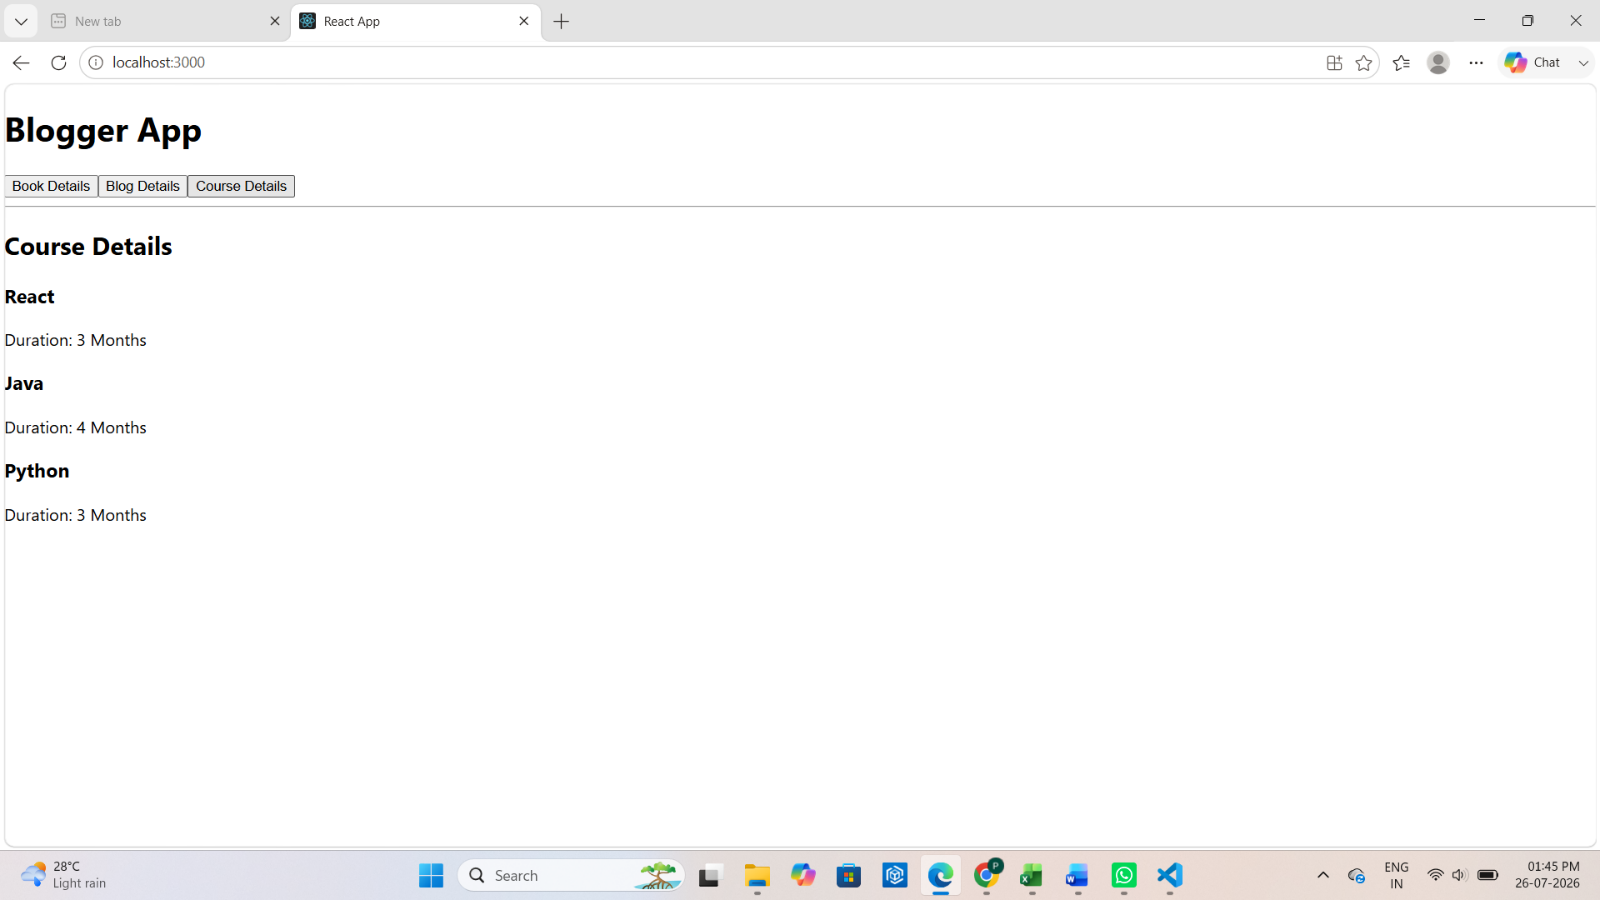 New tab
React App
localhost:3000
Chat
Blogger App
Book Details Blog Details Course Details
Course Details
React
Duration: 3 Months
Java
Duration: 4 Months
Python
Duration: 3 Months
28°C
Light rain
Search
P
ENG
IN
01:45 PM
26-07-2026